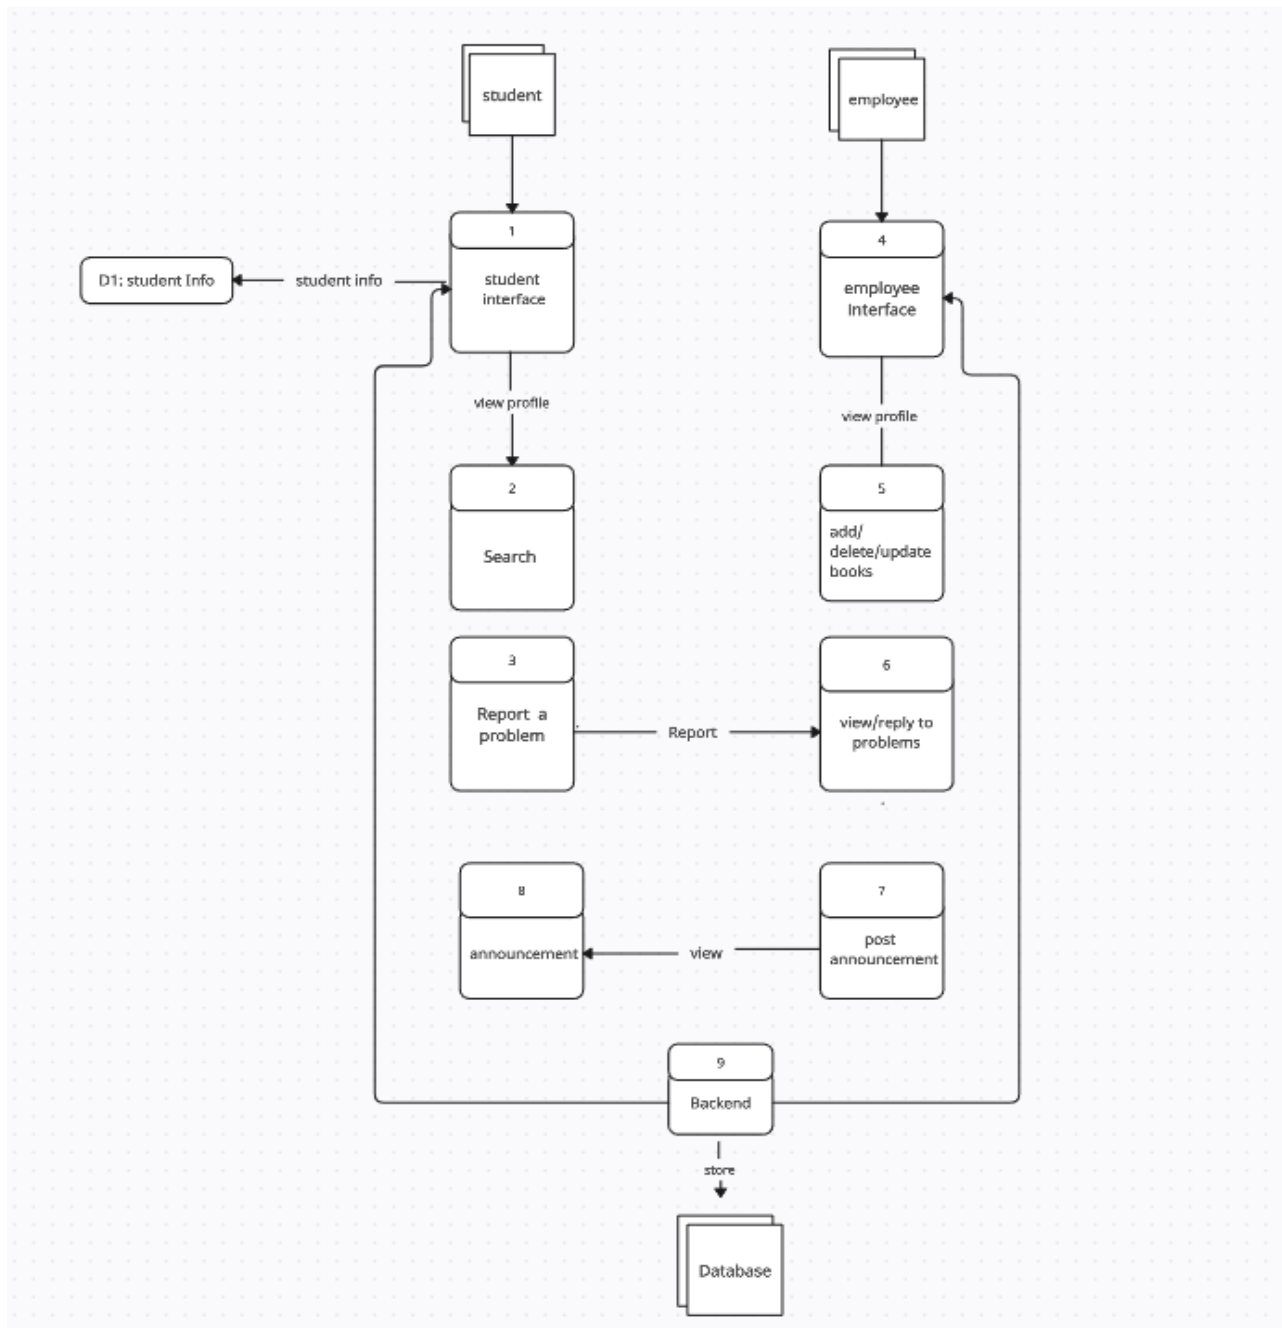 student
employee
1
student
interface
4
employee
Interface
D1: student Info
student info
view profile
view profile
2
Search
5
add/
delete/update
books
3
Report a
problem
Report
6
view/reply to
problems
8
announcement
view
7
post
announcement
9
Backend
store
Database